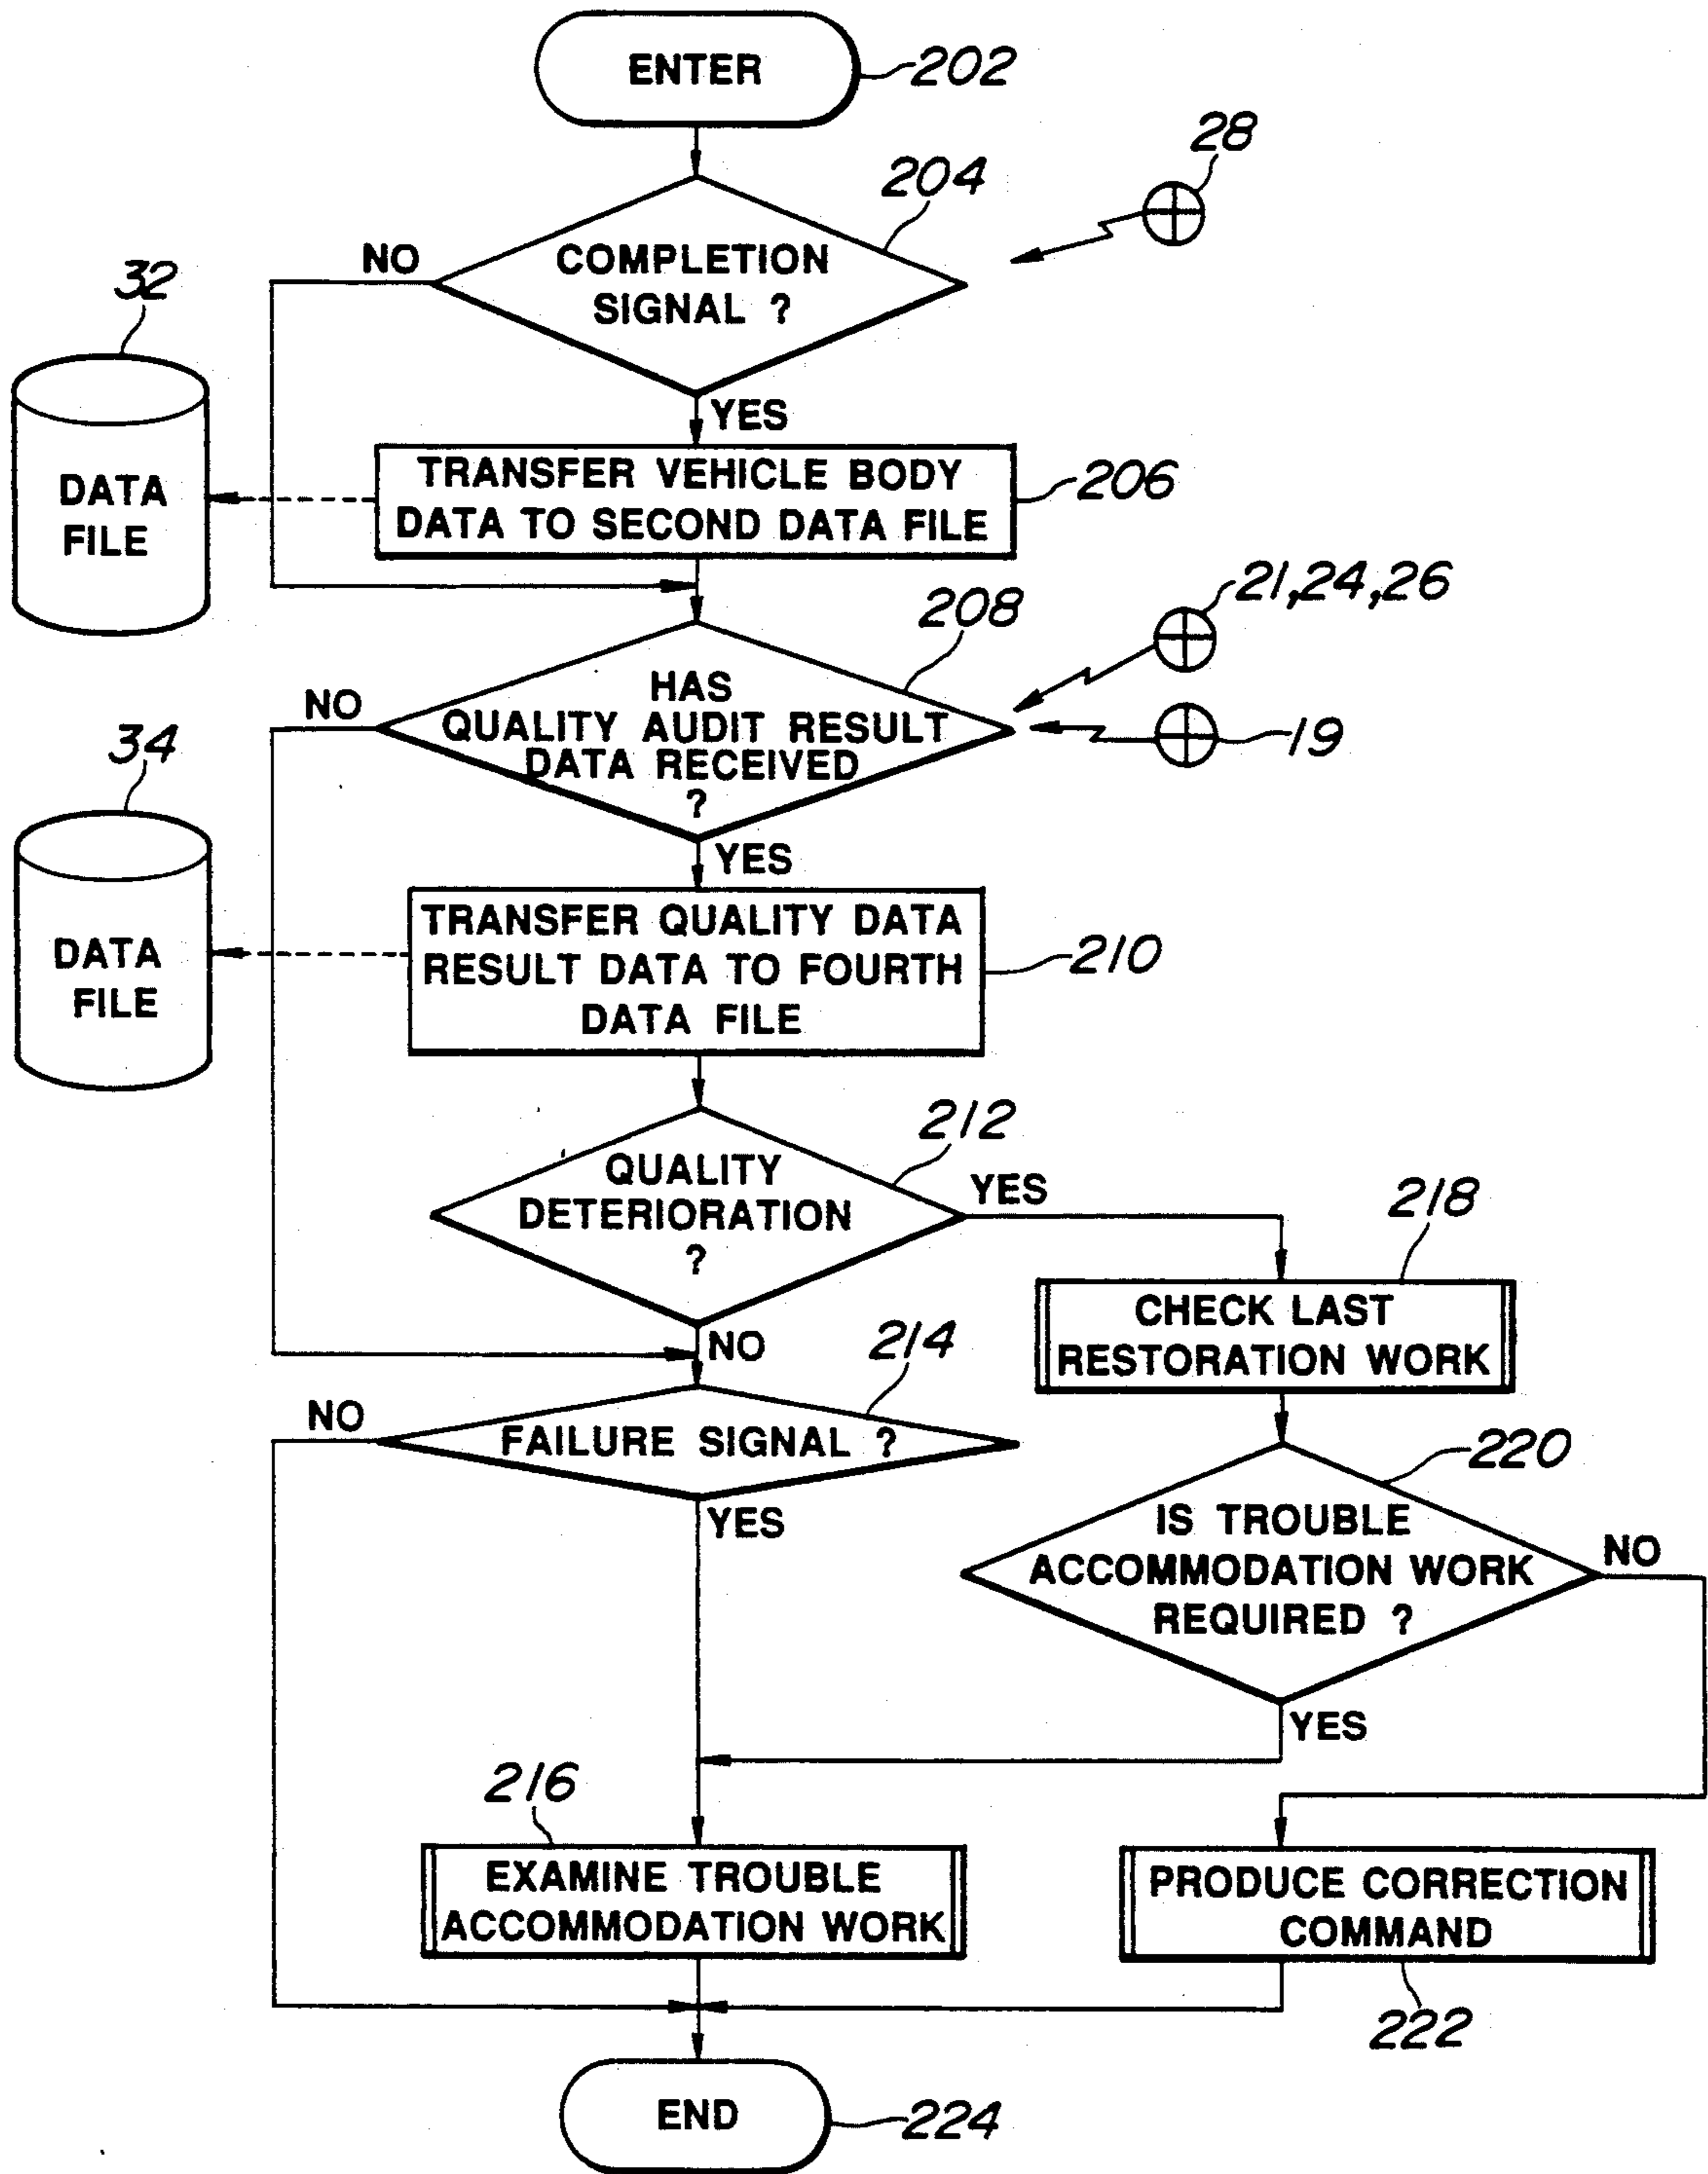 ENTER
202
28
204
COMPLETION
SIGNAL ?
NO
32
YES
DATA
FILE
TRANSFER VEHICLE BODY
DATA TO SECOND DATA FILE
206
21,24,26
208
HAS
QUALITY AUDIT RESULT
DATA RECEIVED
?
NO
19
34
YES
DATA
FILE
TRANSFER QUALITY DATA
RESULT DATA TO FOURTH
DATA FILE
210
212
QUALITY
DETERIORATION
?
YES
218
NO
CHECK LAST
RESTORATION WORK
214
NO
FAILURE SIGNAL ?
220
YES
IS TROUBLE
ACCOMMODATION WORK
REQUIRED ?
NO
YES
216
EXAMINE TROUBLE
ACCOMMODATION WORK
PRODUCE CORRECTION
COMMAND
222
END
224